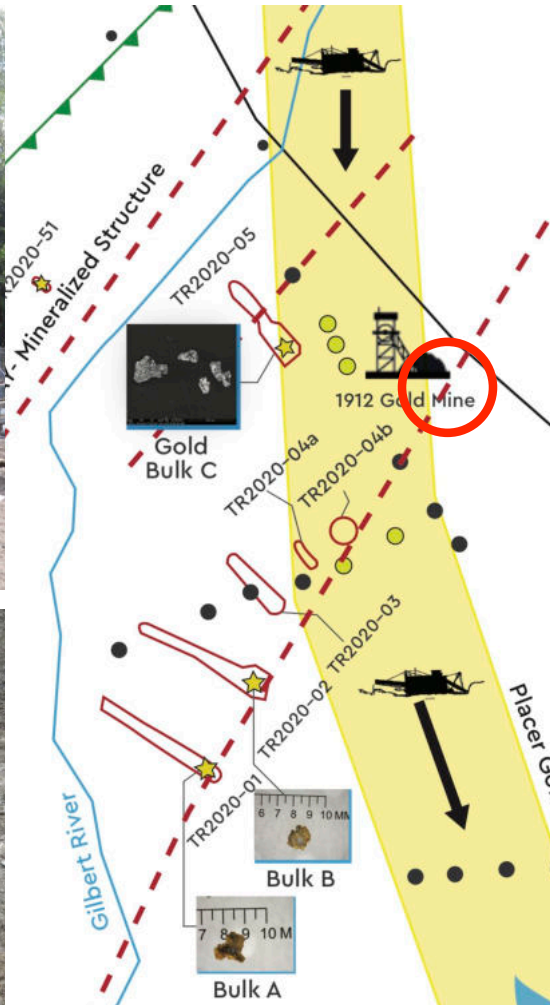 R2020-51
Y- Mineralized Structure
TR2020-05
1912 Gold Mine
Gold
Bulk C
TR2020-04a
TR2020-04b
TR2020-03
TR2020-02
TR2020-01
Placer Go
6 7 8 9 10 MM
Bulk B
Gilbert River
7 8 9 10 M
Bulk A